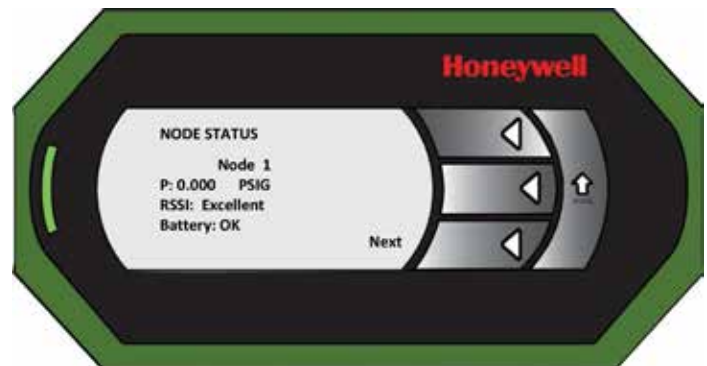 Honeywell
NODE STATUS
Node 1
P: 0.000 PSIG
RSSI: Excellent
Battery: OK
Next